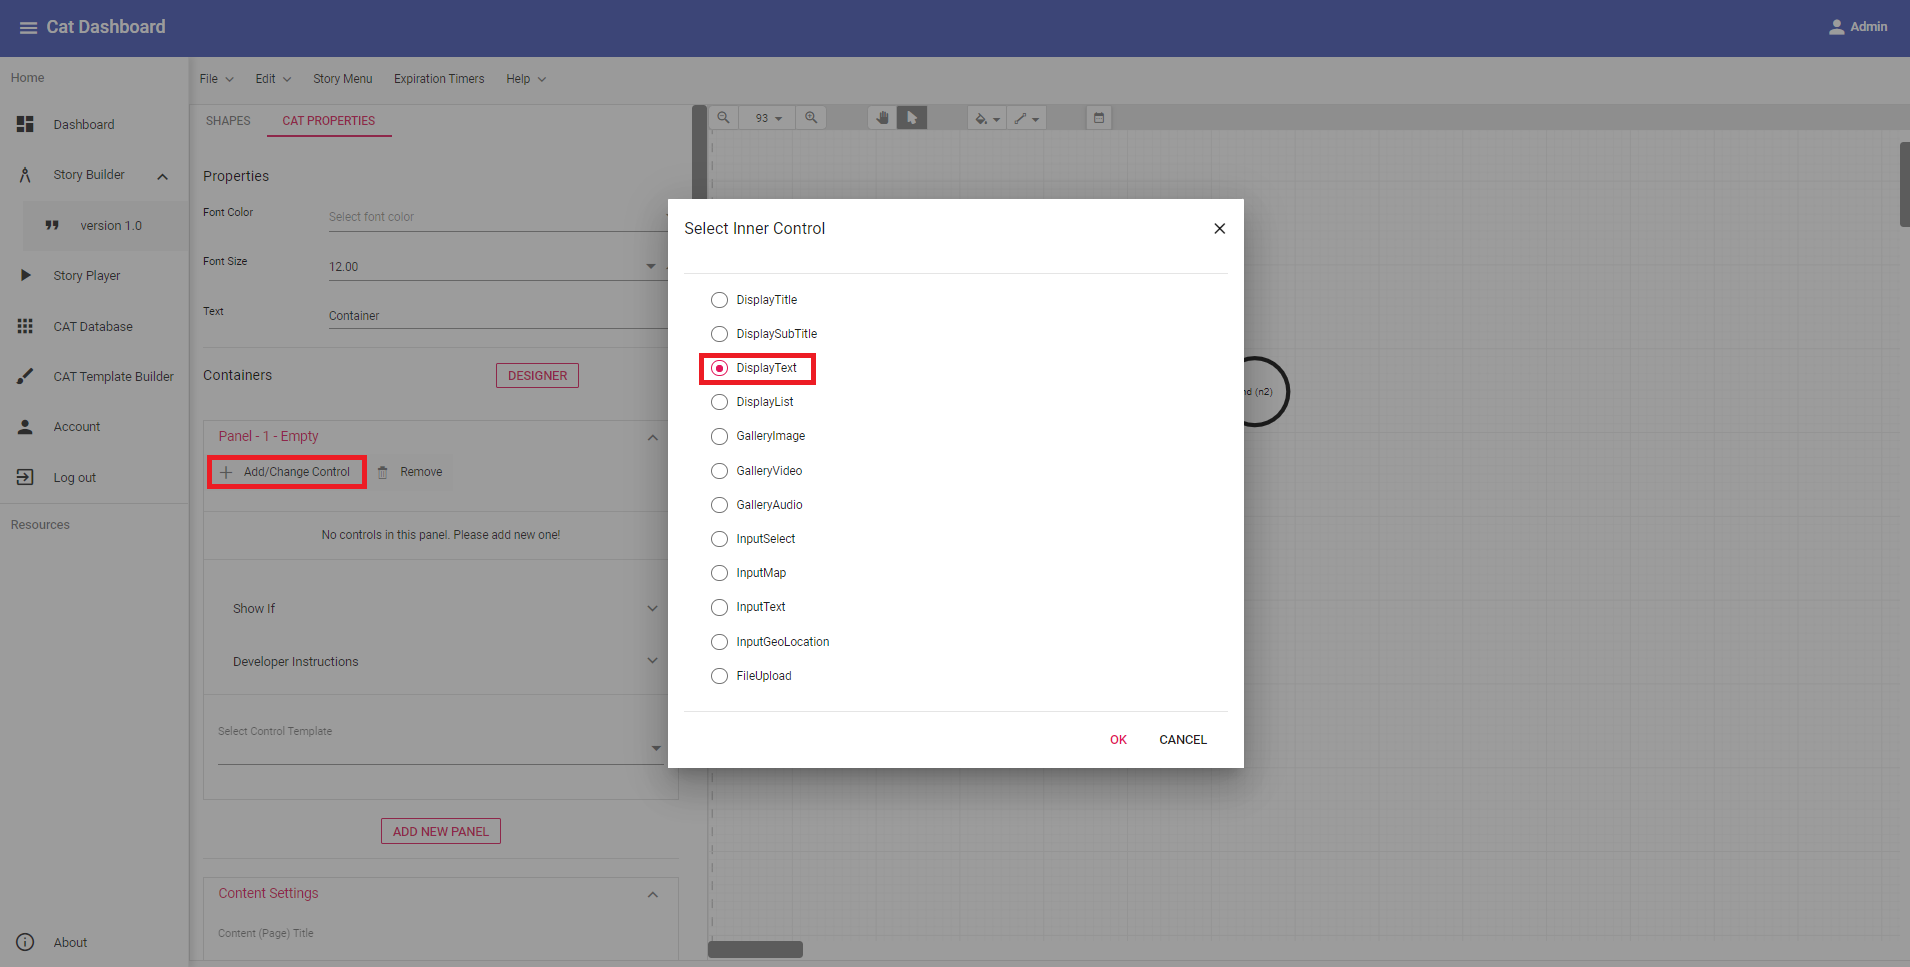 Cat Dashboard
Admin
Home
Dashboard
Story Builder
version 1.0
Story Player
CAT Database
CAT Template Builder
Account
Log out
Resources
About
File Edit Story Menu Expiration Timers Help
SHAPES CAT PROPERTIES
93
Properties
Font Color Select font color
Font Size 12.00
Text Container
Containers DESIGNER
Panel - 1 - Empty
Add/Change Control Remove
No controls in this panel. Please add new one!
Show If
Developer Instructions
Select Control Template
ADD NEW PANEL
Content Settings
Content (Page) Title
Select Inner Control
DisplayTitle
DisplaySubTitle
DisplayText
DisplayList
GalleryImage
GalleryVideo
GalleryAudio
InputSelect
InputMap
InputText
InputGeoLocation
FileUpload
OK CANCEL
(n2)